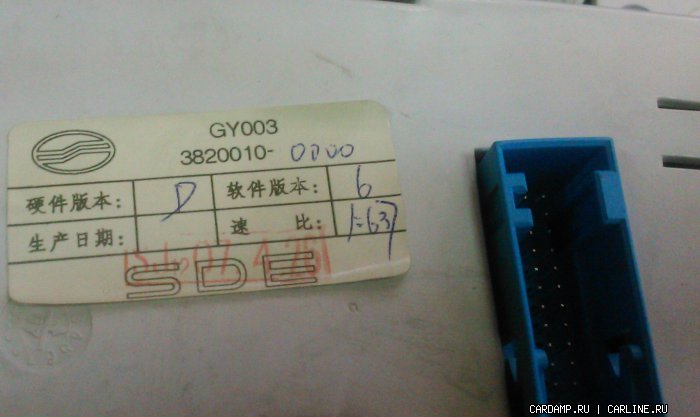 GY003
3820010- 0D00
硬件版本: D 软件版本: 6
生产日期: 速 比: 1:637
SDE
CARDAMP.RU | CARLINE.RU